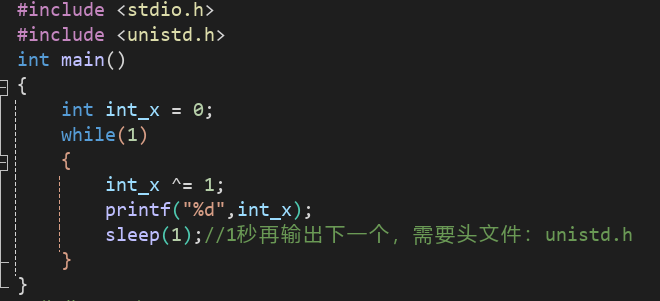 #include <stdio.h>
#include <unistd.h>
int main()
{
    int int_x = 0;
    while(1)
    {
        int_x ^= 1;
        printf("%d",int_x);
        sleep(1);//1秒再输出下一个，需要头文件：unistd.h
    }
}